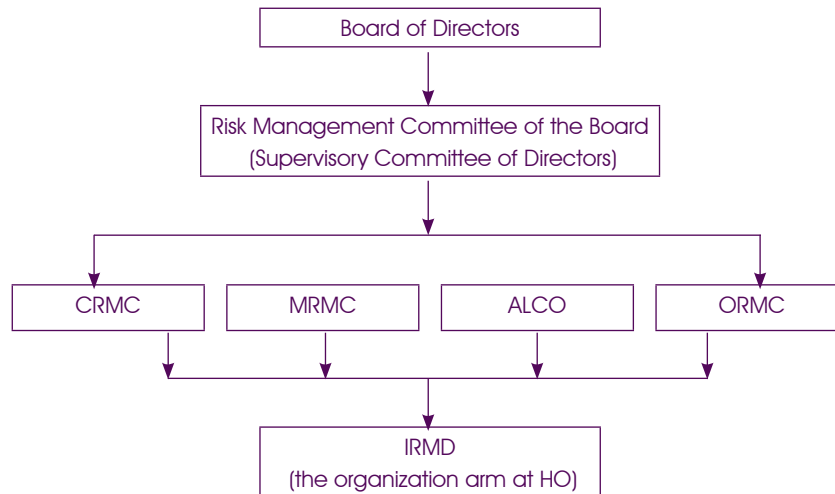 Board of Directors
Risk Management Committee of the Board
(Supervisory Committee of Directors)
CRMC
MRMC
ALCO
ORMC
IRMD
(the organization arm at HO)